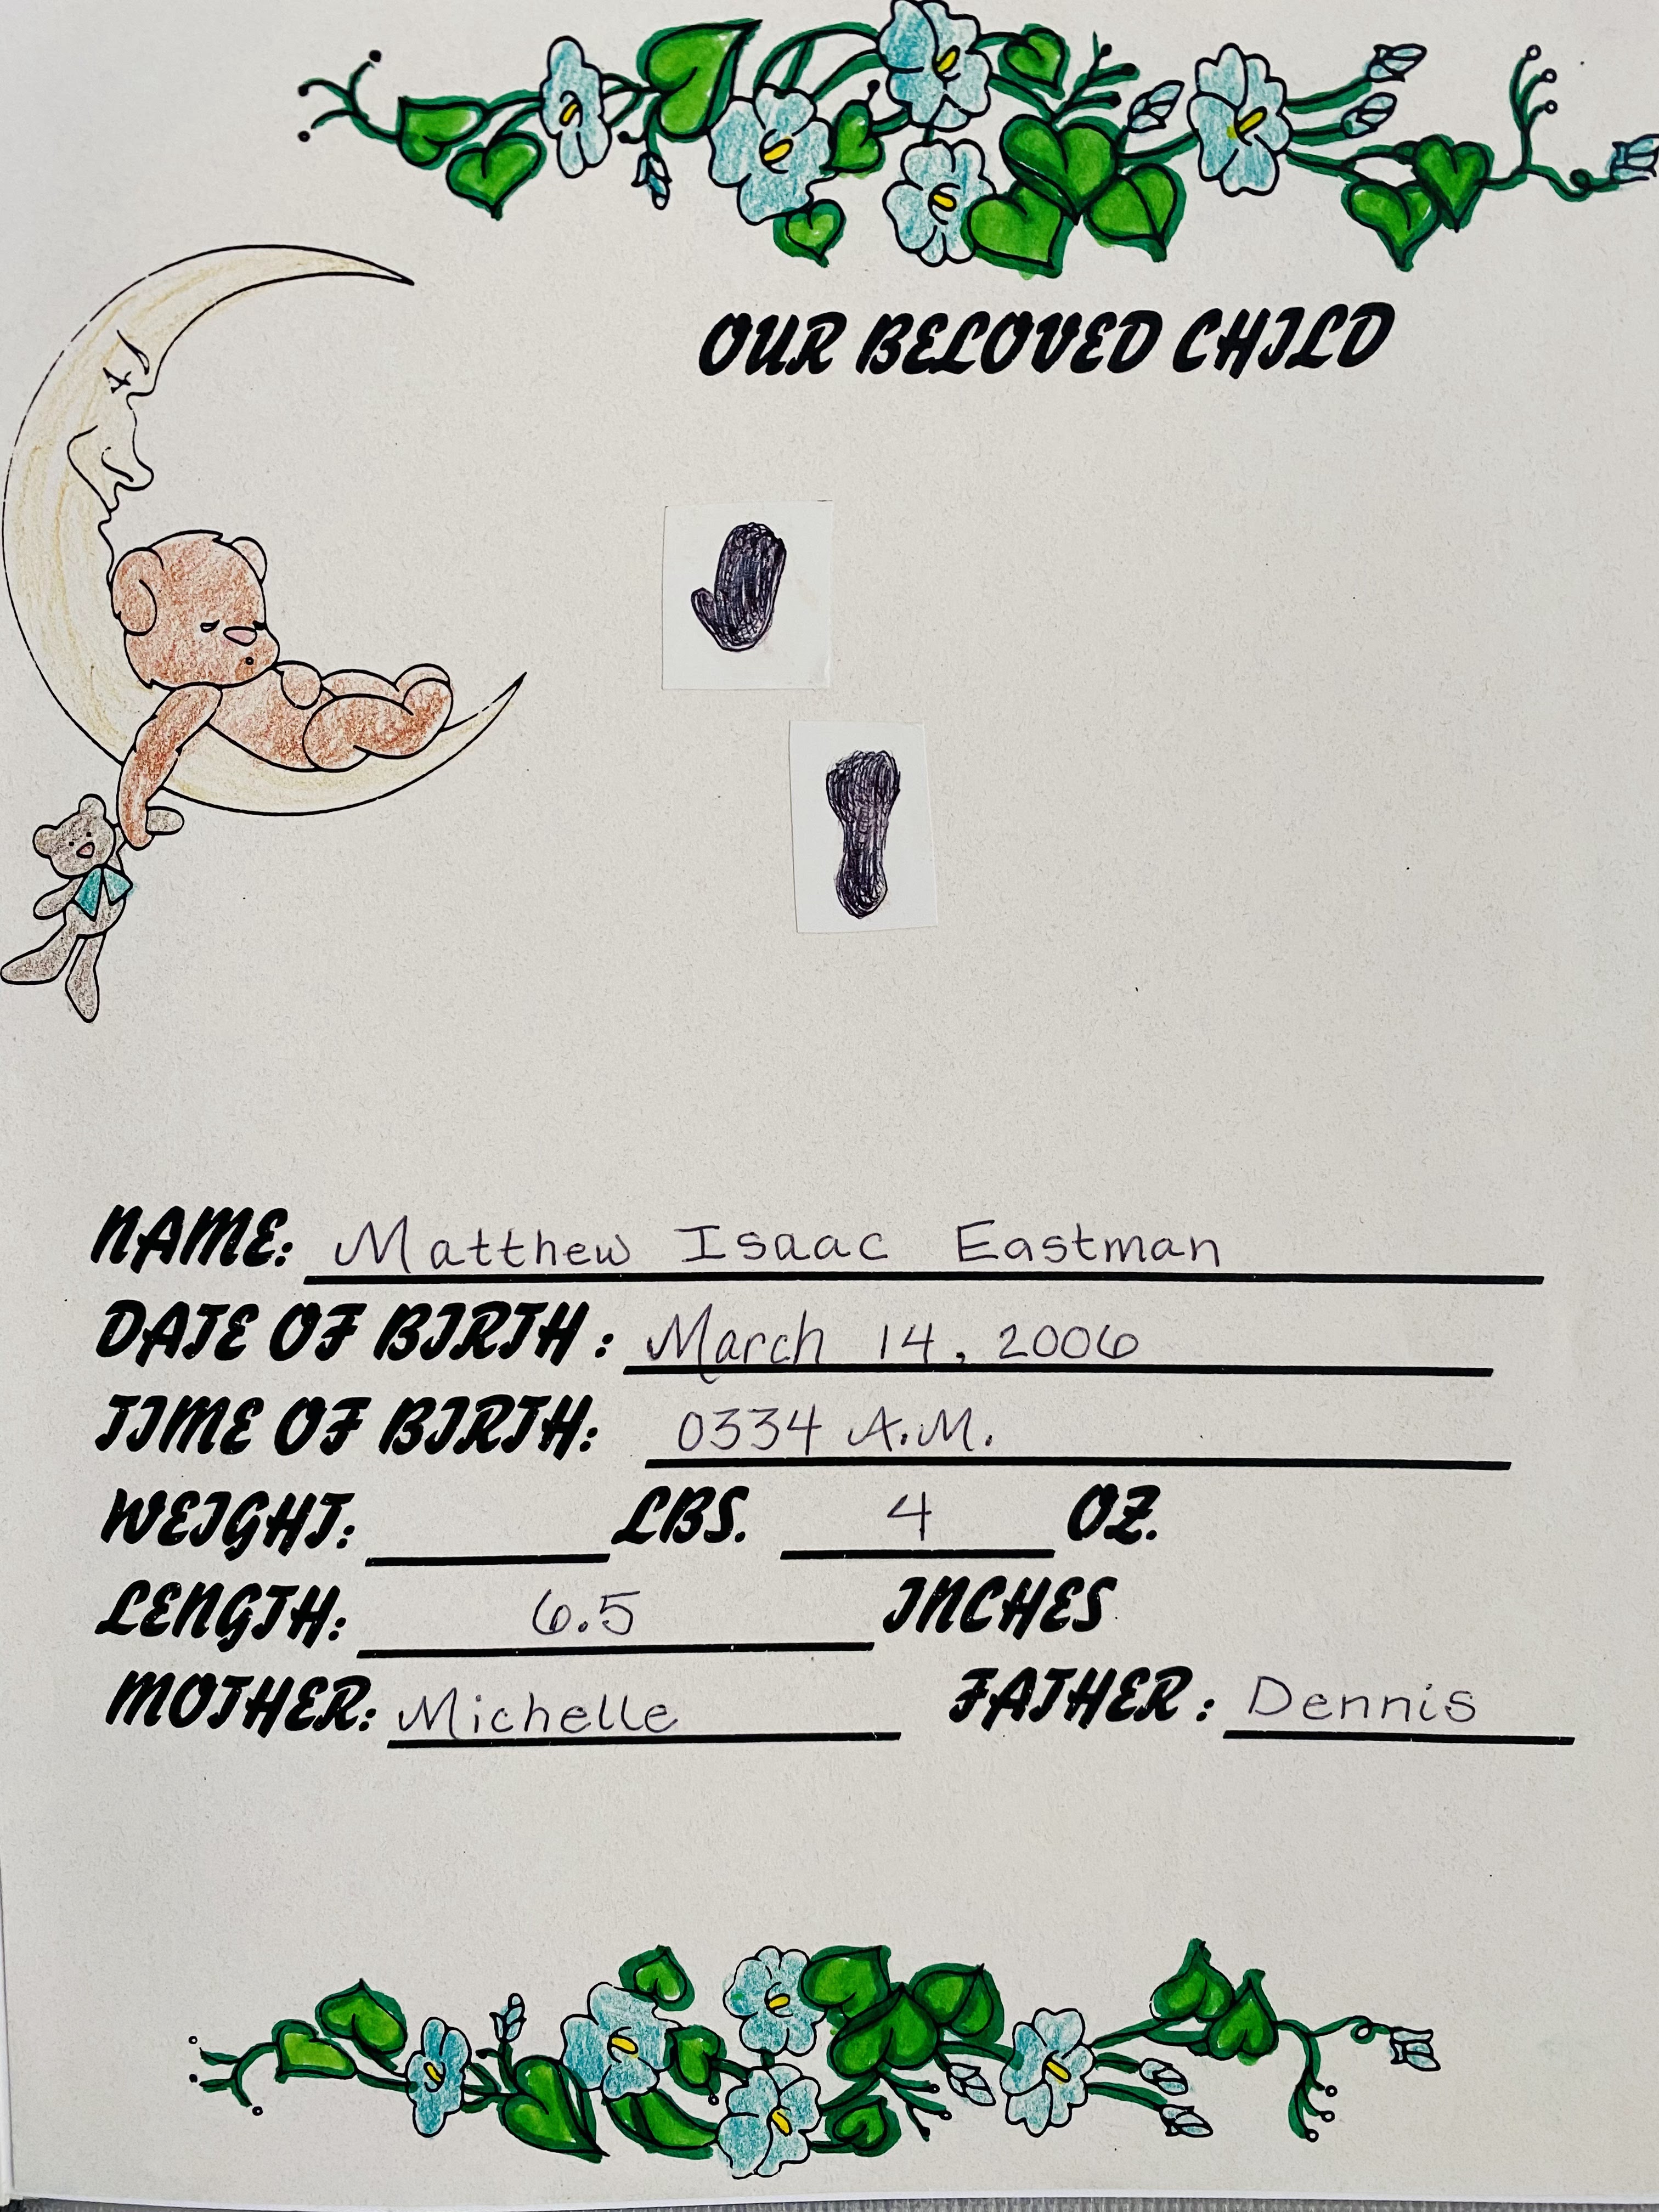 OUR BELOVED CHILD
NAME: Matthew Isaac Eastman
DATE OF BIRTH: March 14, 2006
TIME OF BIRTH: 0334 A.M.
WEIGHT: LBS. 4 OZ.
LENGTH: 6.5 INCHES
MOTHER: Michelle FATHER: Dennis